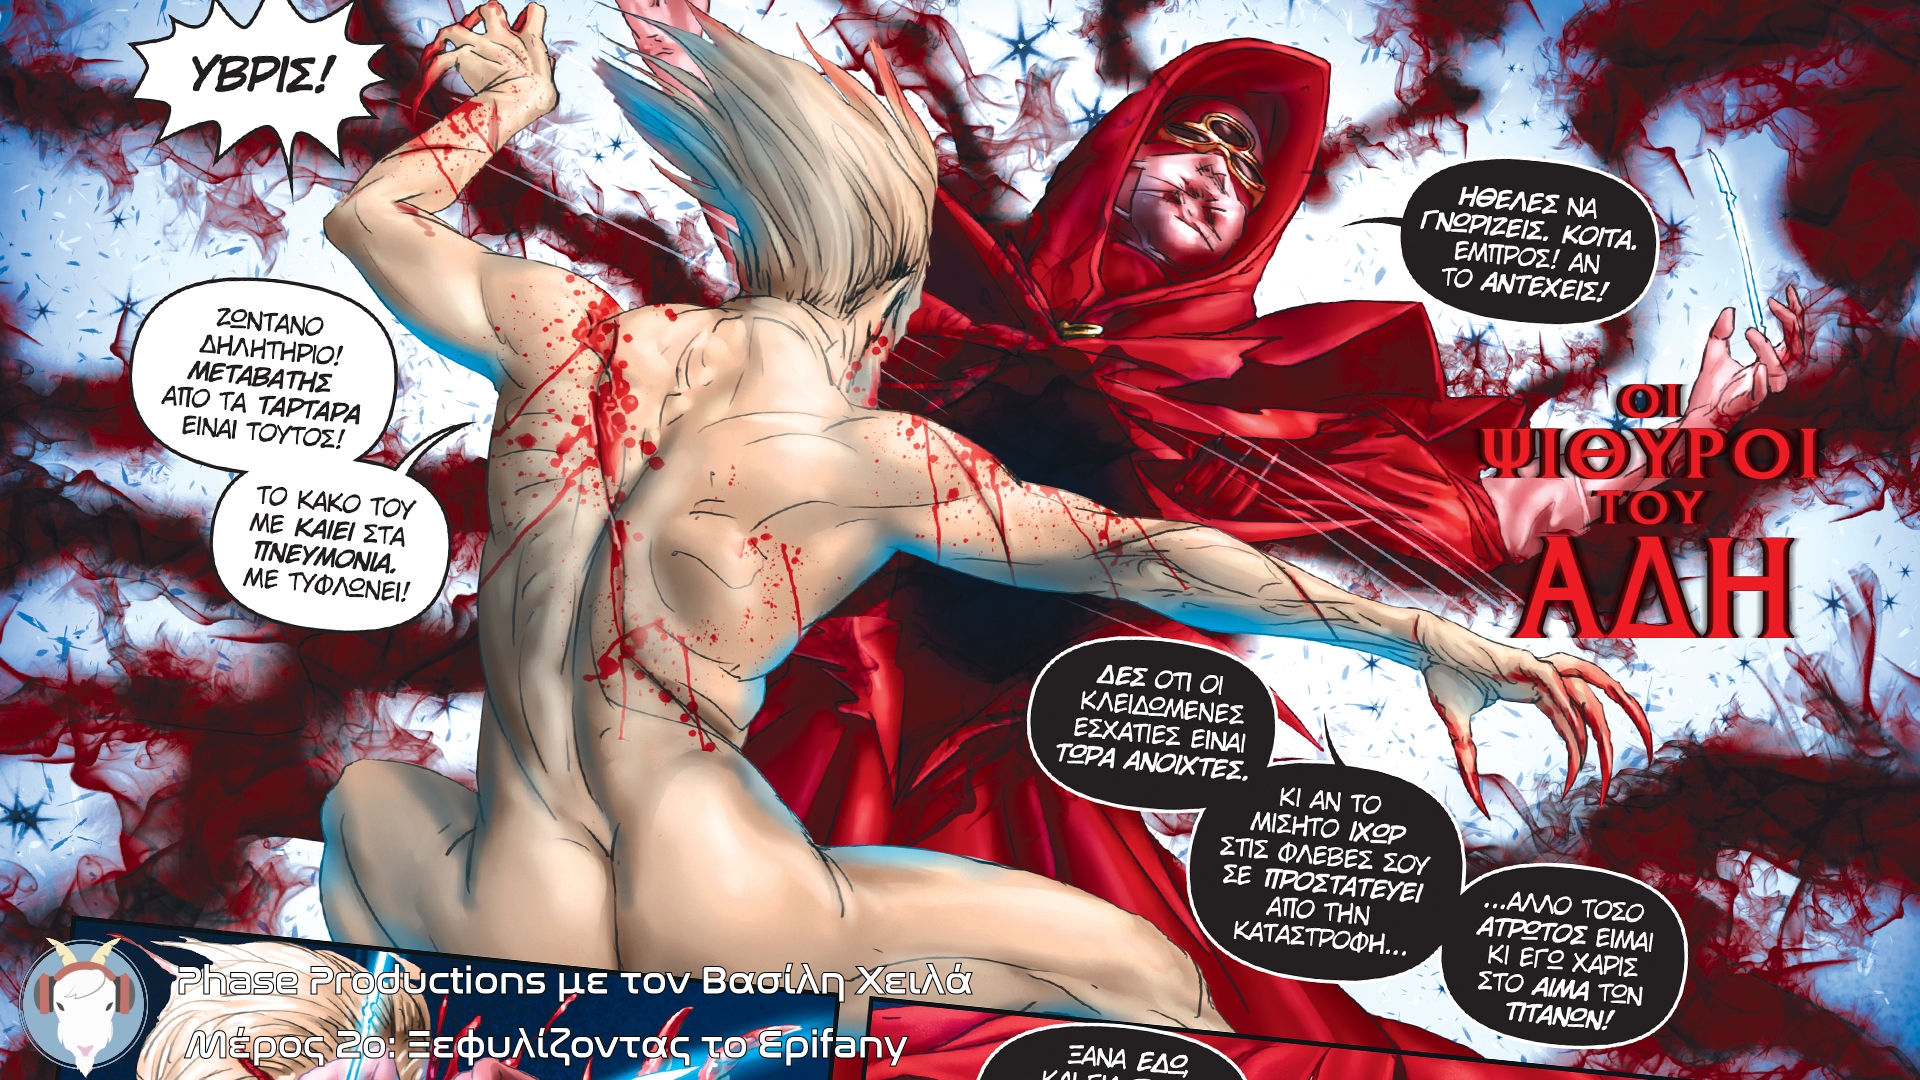 ΥΒΡΙΣ!
ΖΩΝΤΑΝΟ
ΔΗΛΗΤΗΡΙΟ!
ΜΕΤΑΒΑΤΗΣ
ΑΠΟ ΤΑ ΤΑΡΤΑΡΑ
ΕΙΝΑΙ ΤΟΥΤΟΣ!
ΤΟ ΚΑΚΟ ΤΟΥ
ΜΕ ΚΑΙΕΙ ΣΤΑ
ΠΝΕΥΜΟΝΙΑ.
ΜΕ ΤΥΦΛΩΝΕΙ!
ΗΘΕΛΕΣ ΝΑ
ΓΝΩΡΙΖΕΙΣ. ΚΟΙΤΑ.
ΕΜΠΡΟΣ! ΑΝ
ΤΟ ΑΝΤΕΧΕΙΣ!
ΟΙ
ΨΙΘΥΡΟΙ
ΤΟΥ
ΑΔΗ
ΔΕΣ ΟΤΙ ΟΙ
ΚΛΕΙΔΩΜΕΝΕΣ
ΕΣΧΑΤΙΕΣ ΕΙΝΑΙ
ΤΩΡΑ ΑΝΟΙΧΤΕΣ.
ΚΙ ΑΝ ΤΟ
ΜΙΣΗΤΟ ΙΧΩΡ
ΣΤΙΣ ΦΛΕΒΕΣ ΣΟΥ
ΣΕ ΠΡΟΣΤΑΤΕΥΕΙ
ΑΠΟ ΤΗΝ
ΚΑΤΑΣΤΡΟΦΗ...
...ΑΛΛΟ ΤΟΣΟ
ΑΤΡΩΤΟΣ ΕΙΜΑΙ
ΚΙ ΕΓΩ ΧΑΡΙΣ
ΣΤΟ ΑΙΜΑ ΤΩΝ
ΤΙΤΑΝΩΝ!
ΞΑΝΑ ΕΔΩ,
Phase Productions με τον Βασίλη Χειλά
Μέρος 2ο: Ξεφυλίζοντας το Epifany